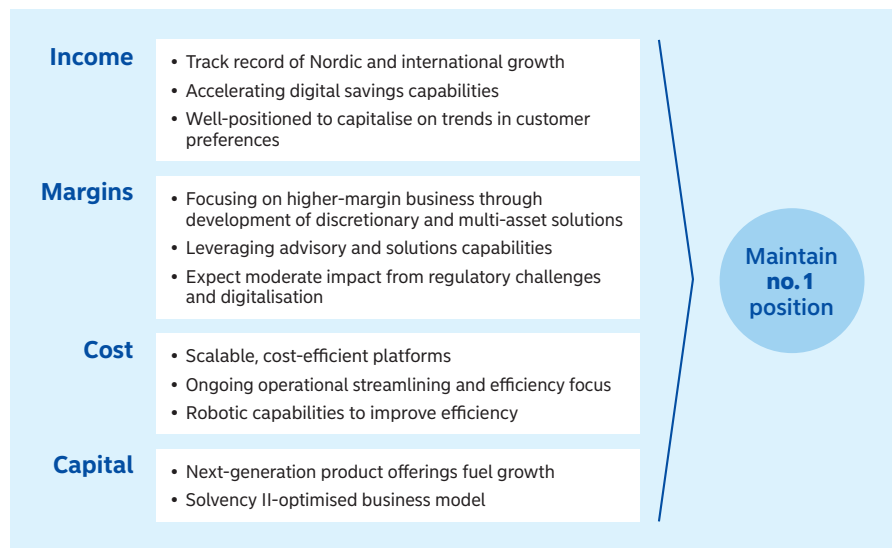 Income
• Track record of Nordic and international growth
• Accelerating digital savings capabilities
• Well-positioned to capitalise on trends in customer
preferences
Margins
• Focusing on higher-margin business through
development of discretionary and multi-asset solutions
• Leveraging advisory and solutions capabilities
• Expect moderate impact from regulatory challenges
and digitalisation
Cost
• Scalable, cost-efficient platforms
• Ongoing operational streamlining and efficiency focus
• Robotic capabilities to improve efficiency
Capital
• Next-generation product offerings fuel growth
• Solvency II-optimised business model
Maintain
no. 1
position